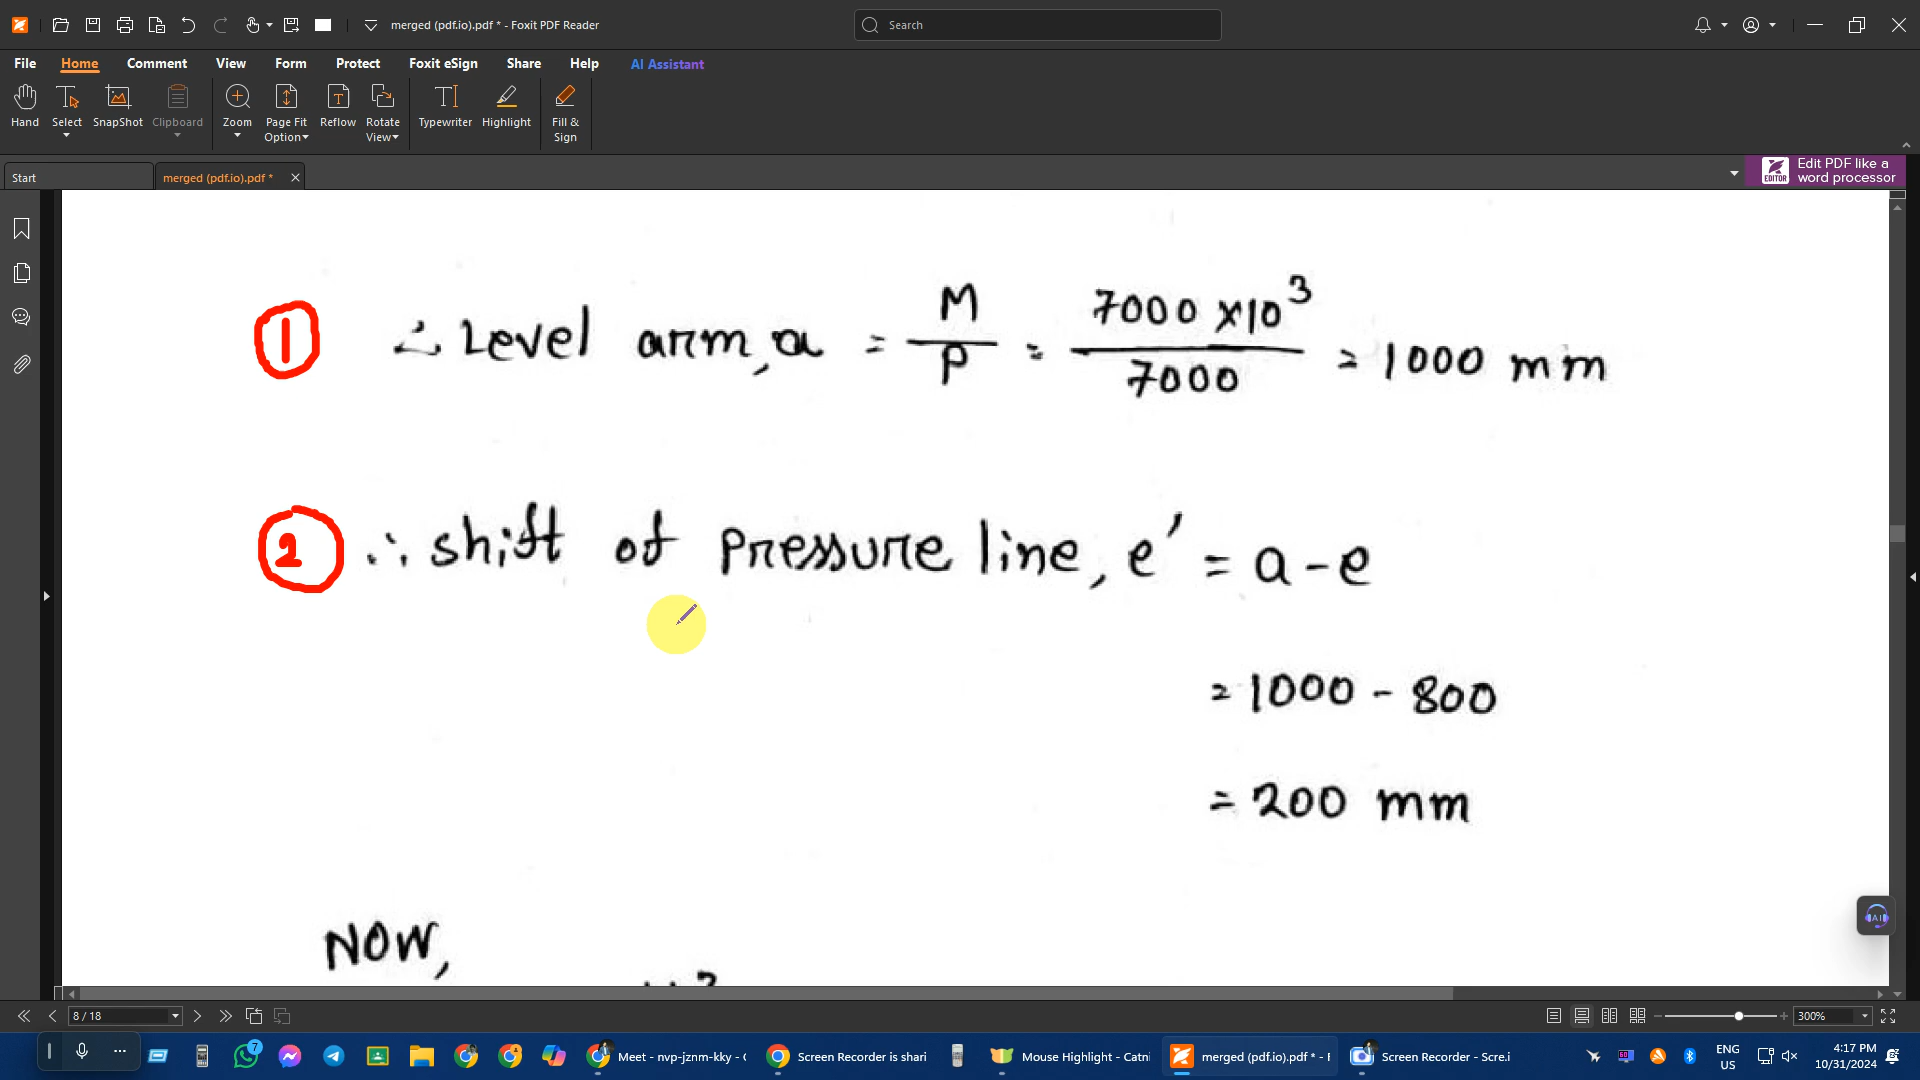 merged (pdf.io).pdf * - Foxit PDF Reader
Search
File Home Comment View Form Protect Foxit eSign Share Help AI Assistant
Hand Select SnapShot Clipboard Zoom Page Fit Option Reflow Rotate View Typewriter Highlight Fill & Sign
Start merged (pdf.io).pdf *
EDITOR Edit PDF like a
word processor
① ∴ Level arm, a = M/P = 7000 ×10³/7000 = 1000 mm
② ∴ shift of pressure line, e' = a - e
= 1000 - 800
= 200 mm
NOW,
AI
8 / 18 300%
7 Meet - nvp-jznm-kky - Screen Recorder is shari Mouse Highlight - Catni merged (pdf.io).pdf * - F Screen Recorder - Scre.i
ENG
US
4:17 PM
10/31/2024